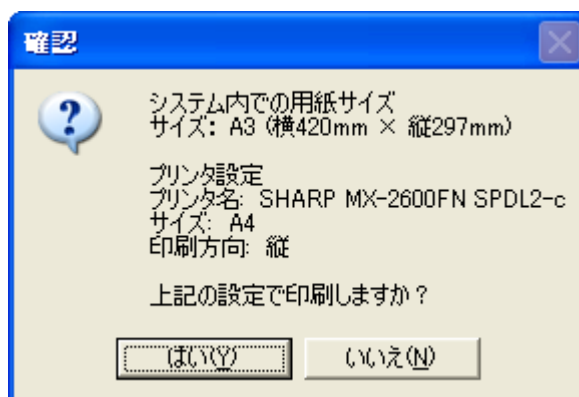 確認
システム内での用紙サイズ
サイズ: A3 (横420mm × 縦297mm)
プリンタ設定
プリンタ名: SHARP MX-2600FN SPDL2-c
サイズ: A4
印刷方向: 縦
上記の設定で印刷しますか？
はい(Y)
いいえ(N)